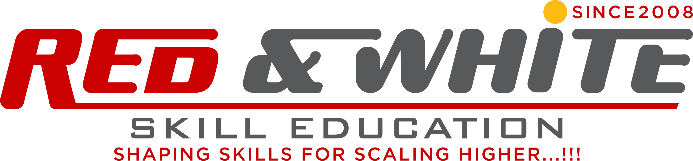 SINCE2008
RED & WHiTE
SKILL EDUCATION
SHAPING SKILLS FOR SCALING HIGHER...!!!